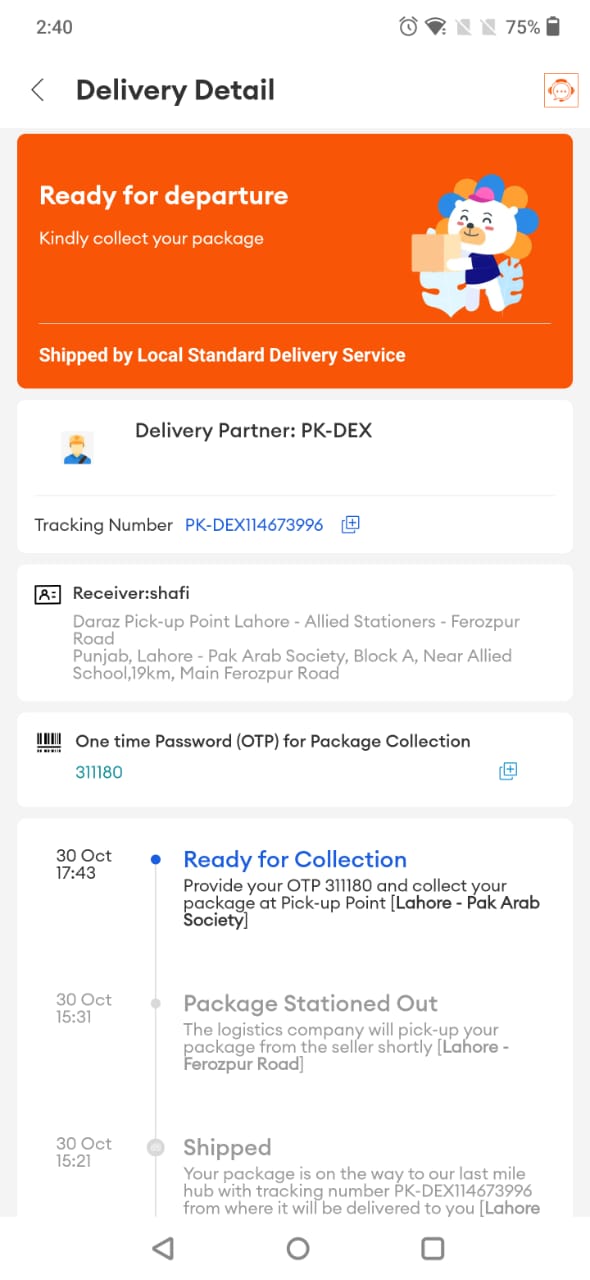 2:40
75%
Delivery Detail
Ready for departure
Kindly collect your package
Shipped by Local Standard Delivery Service
Delivery Partner: PK-DEX
Tracking Number PK-DEX114673996
Receiver:shafi
Daraz Pick-up Point Lahore - Allied Stationers - Ferozpur
Road
Punjab, Lahore - Pak Arab Society, Block A, Near Allied
School,19km, Main Ferozpur Road
One time Password (OTP) for Package Collection
311180
30 Oct
17:43
Ready for Collection
Provide your OTP 311180 and collect your
package at Pick-up Point [Lahore - Pak Arab
Society]
30 Oct
15:31
Package Stationed Out
The logistics company will pick-up your
package from the seller shortly [Lahore -
Ferozpur Road]
30 Oct
15:21
Shipped
Your package is on the way to our last mile
hub with tracking number PK-DEX114673996
from where it will be delivered to you [Lahore